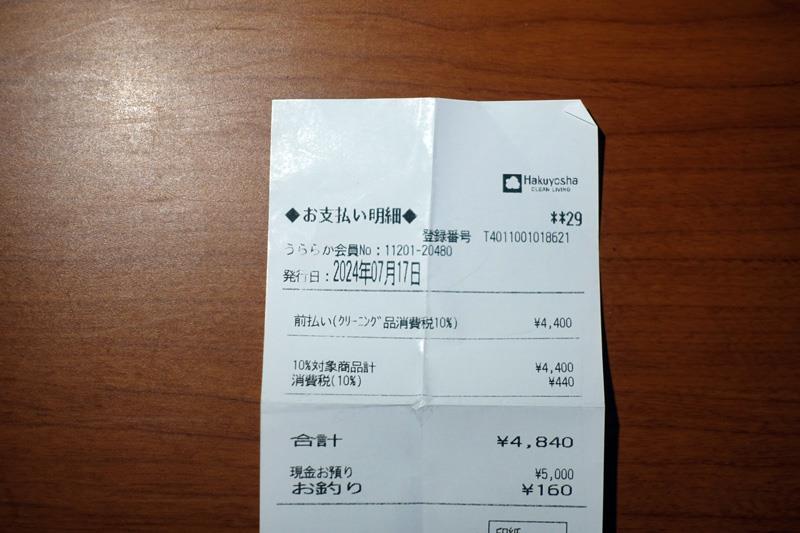 Hakuyosha
CLEAN LIVING
◆お支払い明細◆
**29
登録番号 T4011001018621
うららか会員No:11201-20480
発行日:2024年07月17日
前払い(ｸﾘｰﾆﾝｸﾞ品消費税10%) ¥4,400
10%対象商品計 ¥4,400
消費税(10%) ¥440
合計 ¥4,840
現金お預り ¥5,000
お釣り ¥160